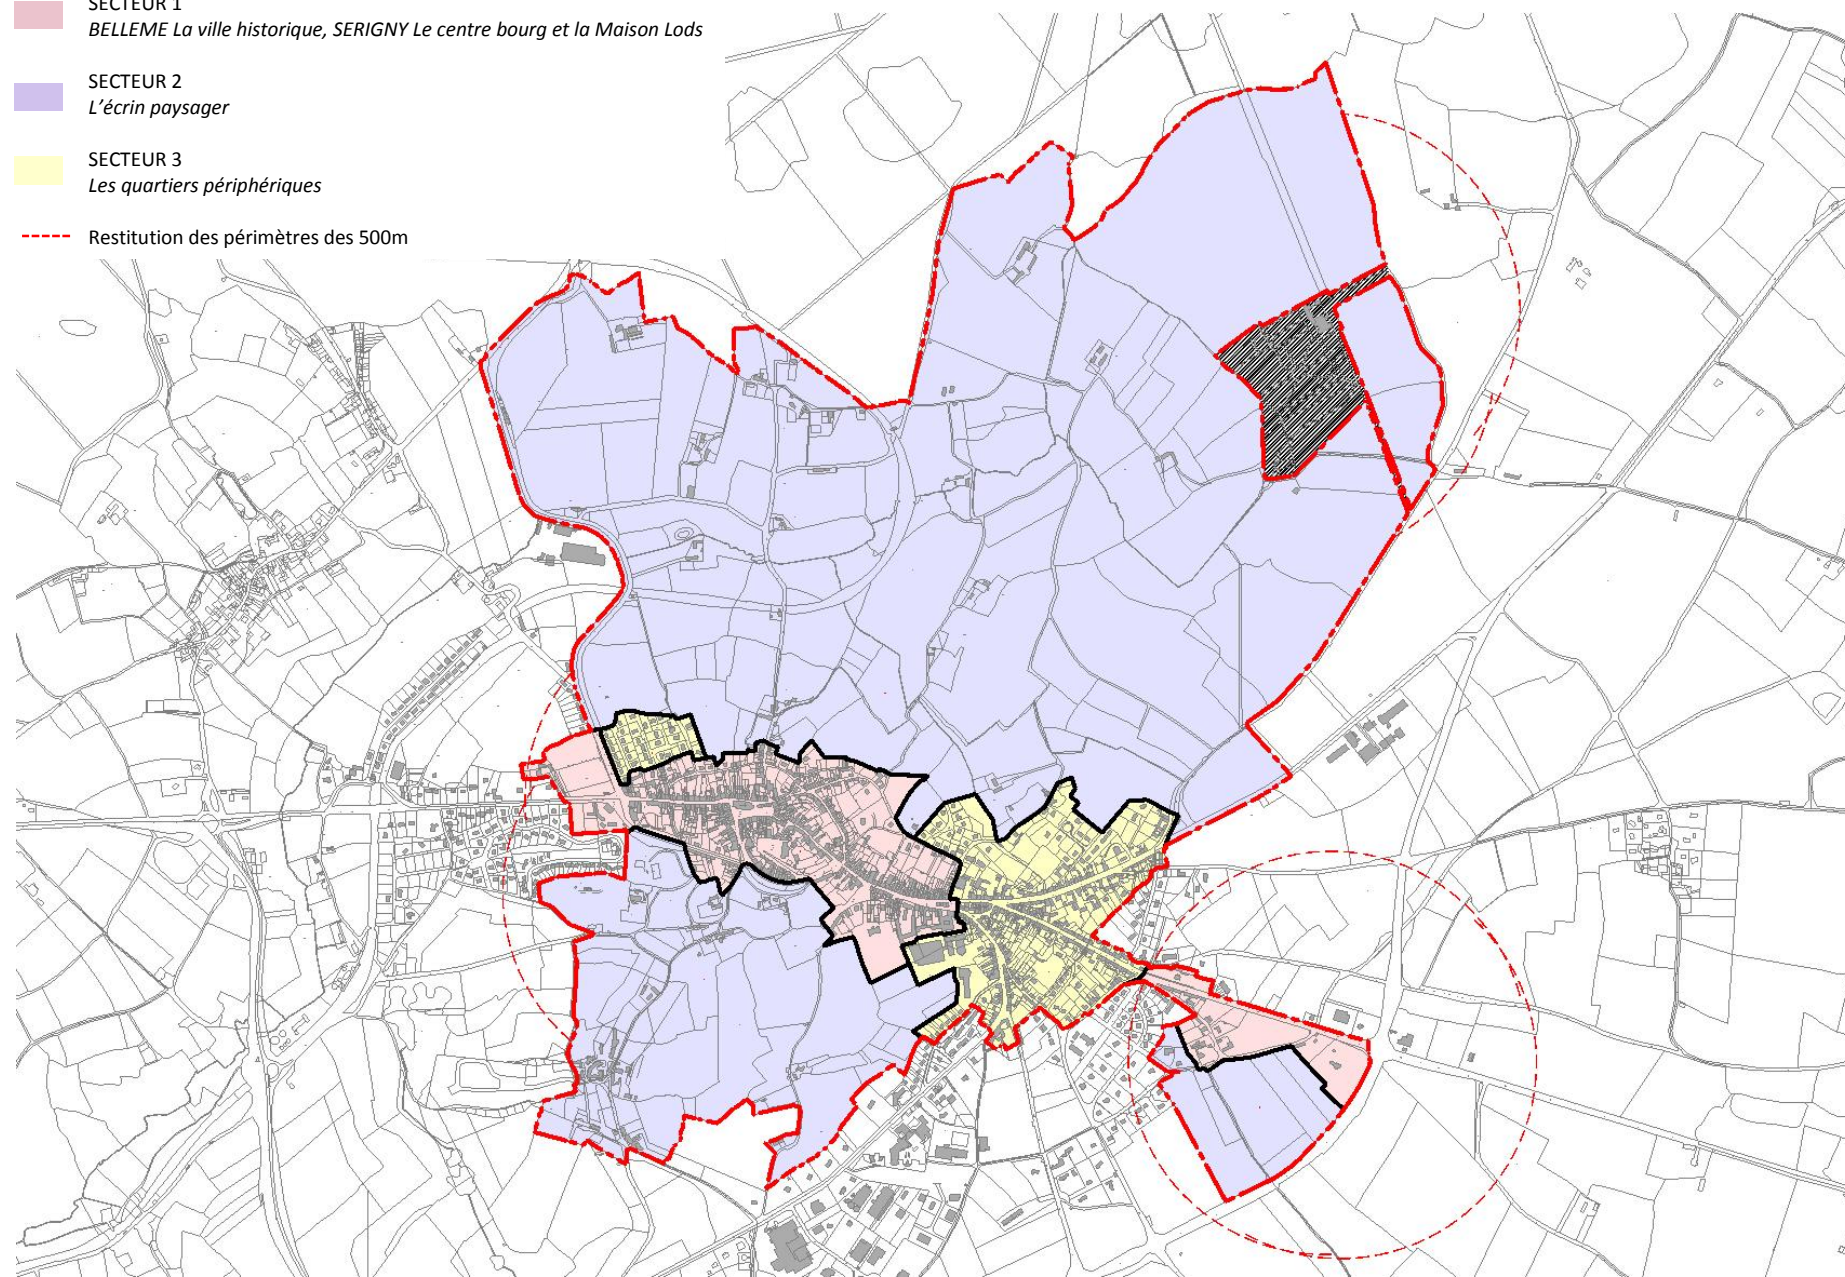 SECTEUR 1
BELLEME La ville historique, SERIGNY Le centre bourg et la Maison Lods
SECTEUR 2
L'écrin paysager
SECTEUR 3
Les quartiers périphériques
Restitution des périmètres des 500m